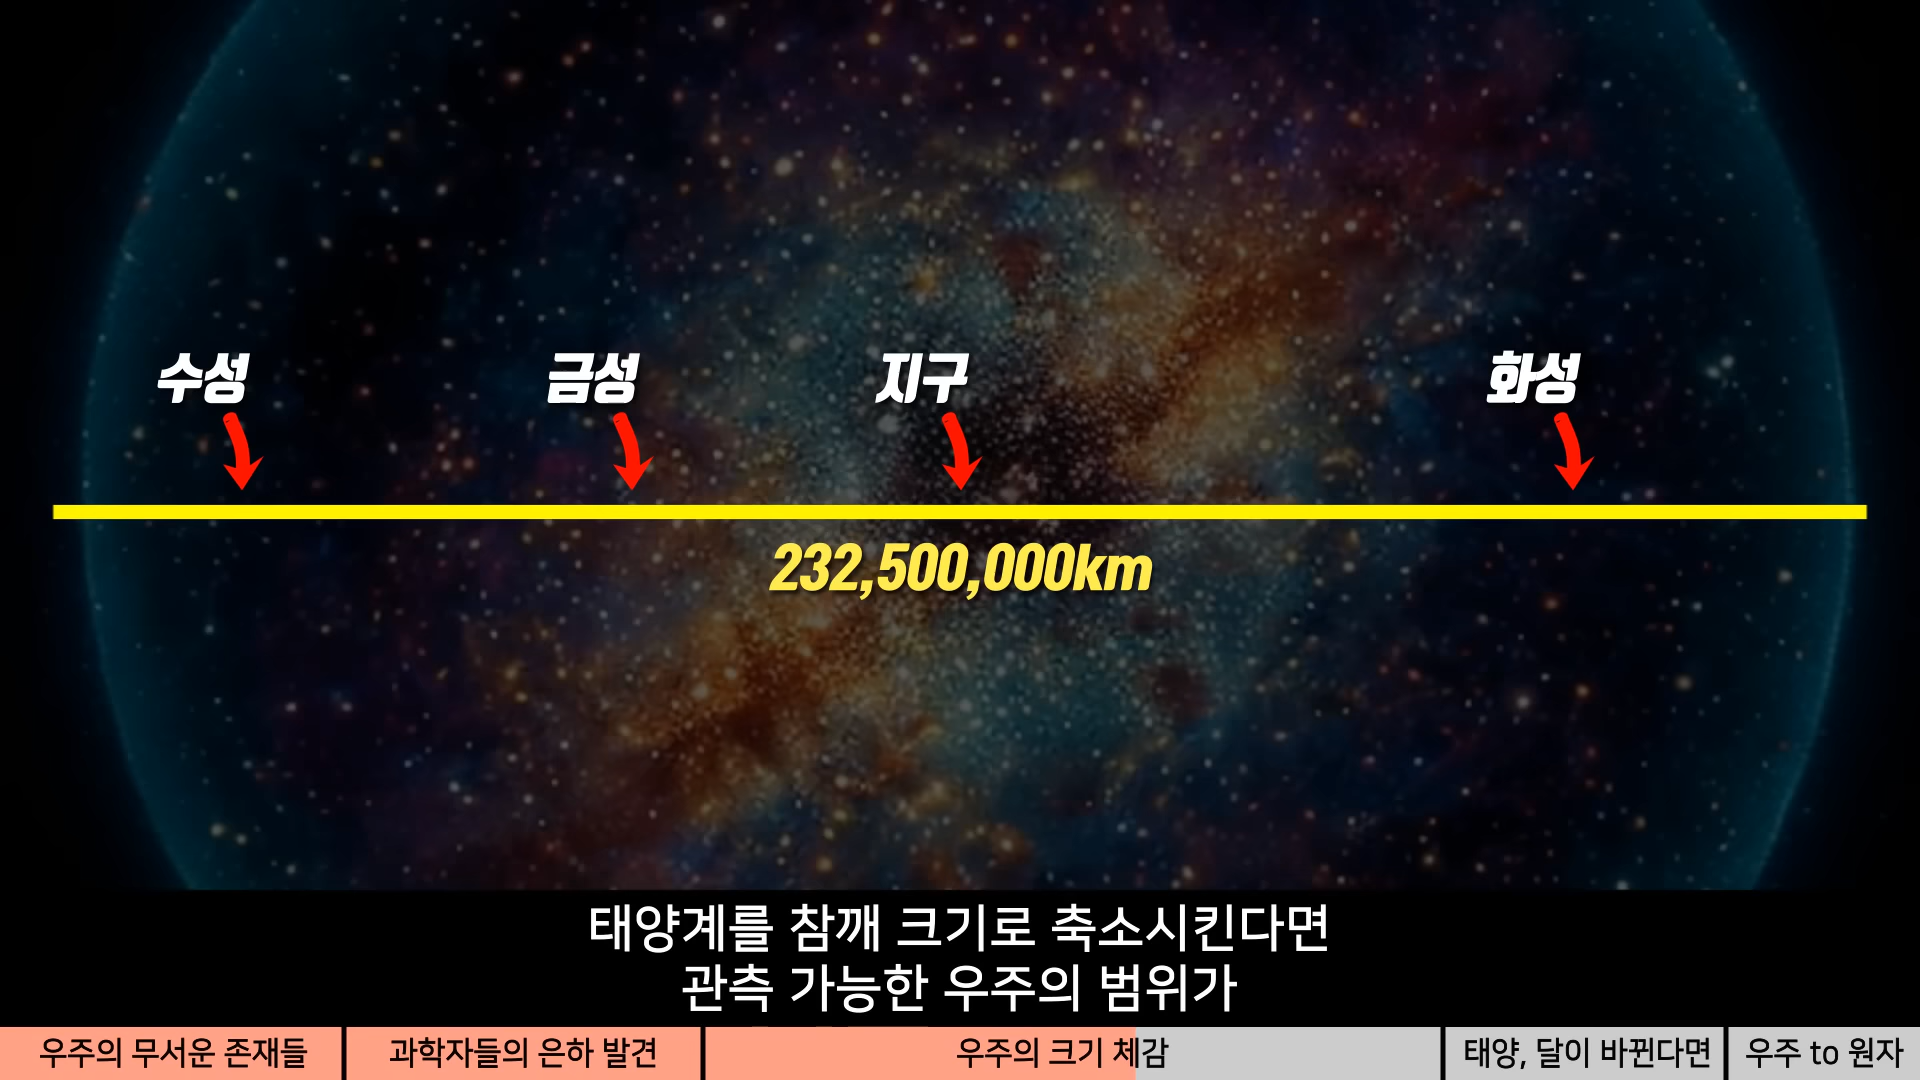 수성
금성
지구
화성
232,500,000km
태양계를 참깨 크기로 축소시킨다면
관측 가능한 우주의 범위가
우주의 무서운 존재들
과학자들의 은하 발견
우주의 크기 체감
태양, 달이 바뀐다면
우주 to 원자